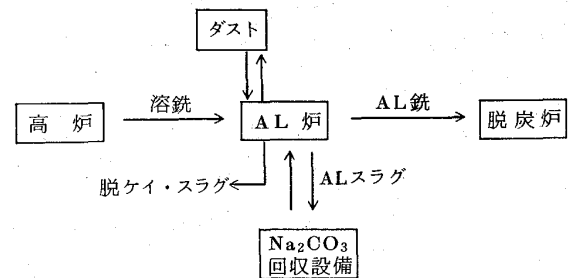 ダスト
高 炉
溶銑
AL 炉
AL銑
脱炭炉
脱ケイ・スラグ
ALスラグ
Na₂CO₃
回収設備